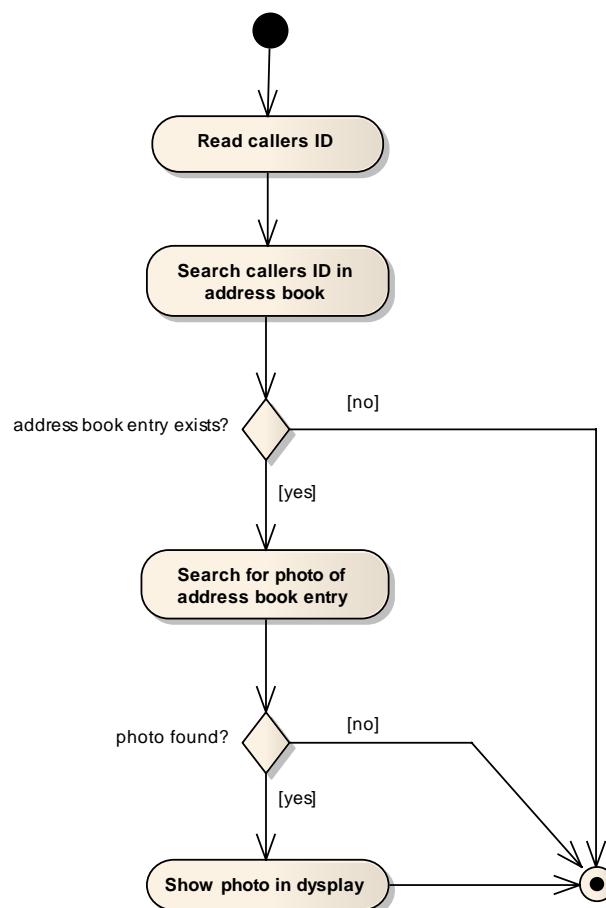 Read callers ID
Search callers ID in
address book
[no]
address book entry exists?
[yes]
Search for photo of
address book entry
photo found?
[no]
[yes]
Show photo in dysplay